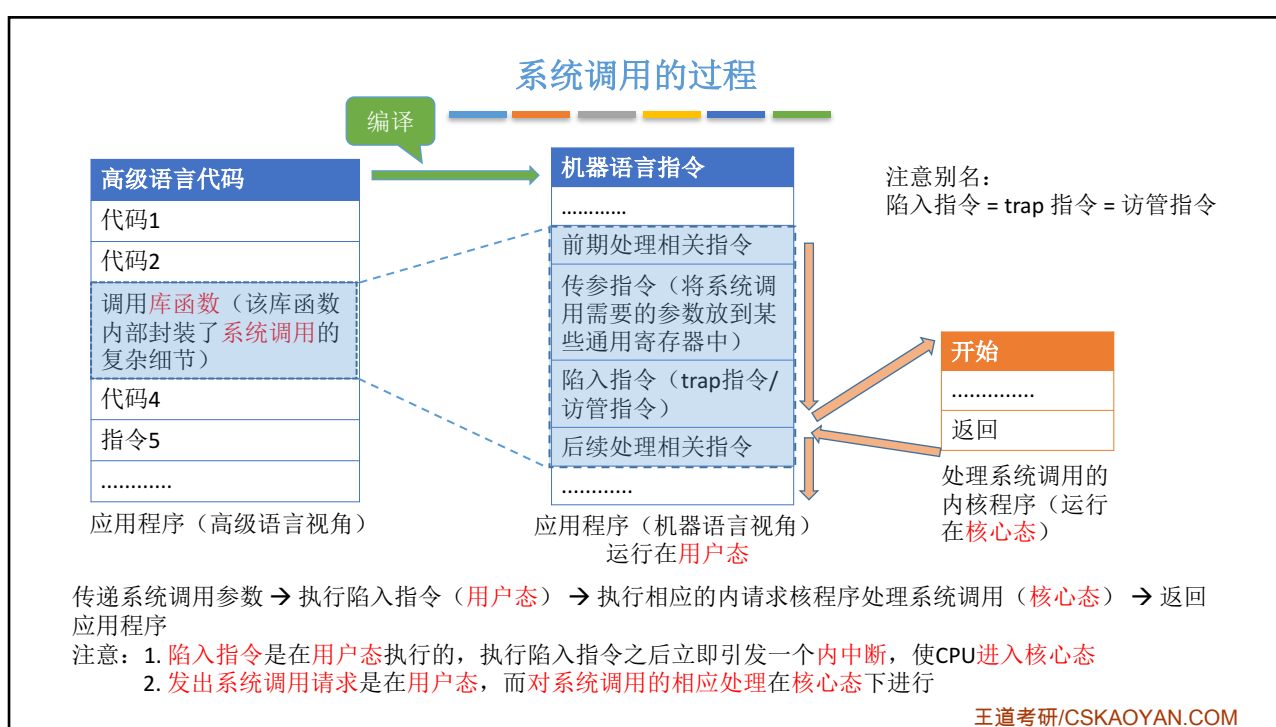 系统调用的过程
编译
高级语言代码
代码1
代码2
调用库函数（该库函数
内部封装了系统调用的
复杂细节）
代码4
指令5
............
应用程序（高级语言视角）
机器语言指令
............
前期处理相关指令
传参指令（将系统调
用需要的参数放到某
些通用寄存器中）
陷入指令（trap指令/
访管指令）
后续处理相关指令
............
应用程序（机器语言视角）
运行在用户态
注意别名：
陷入指令 = trap 指令 = 访管指令
开始
..............
返回
处理系统调用的
内核程序（运行
在核心态）
传递系统调用参数 → 执行陷入指令（用户态） → 执行相应的内请求核程序处理系统调用（核心态） → 返回
应用程序
注意：1. 陷入指令是在用户态执行的，执行陷入指令之后立即引发一个内中断，使CPU进入核心态
2. 发出系统调用请求是在用户态，而对系统调用的相应处理在核心态下进行
王道考研/CSKAOYAN.COM